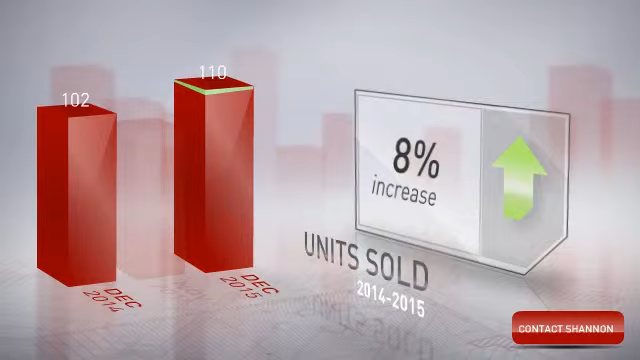 102
110
DEC
2014
DEC
2015
8%
increase
UNITS SOLD
2014-2015
CONTACT SHANNON